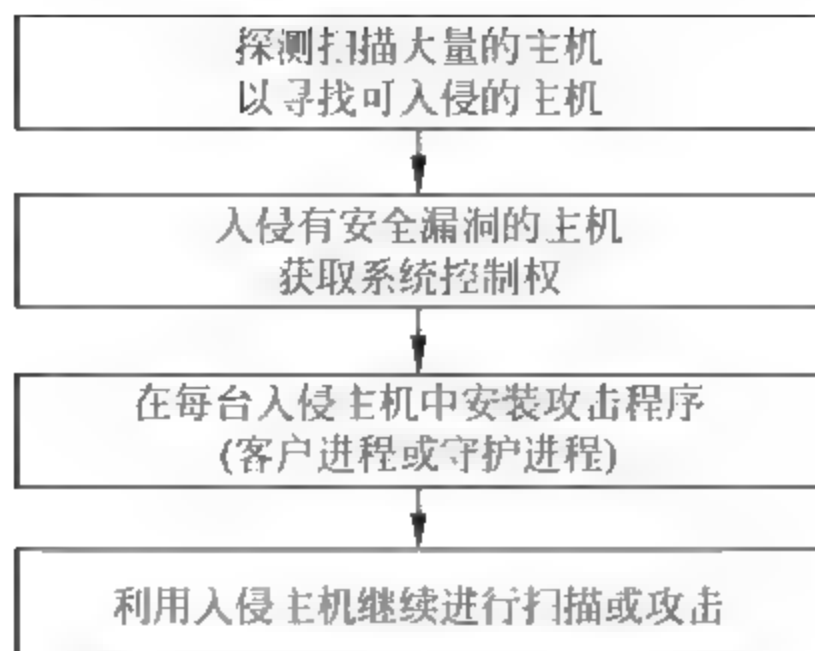 探测扫描大量的主机
以寻找可入侵的主机
入侵有安全漏洞的主机
获取系统控制权
在每台入侵主机中安装攻击程序
(客户进程或守护进程)
利用入侵主机继续进行扫描或攻击